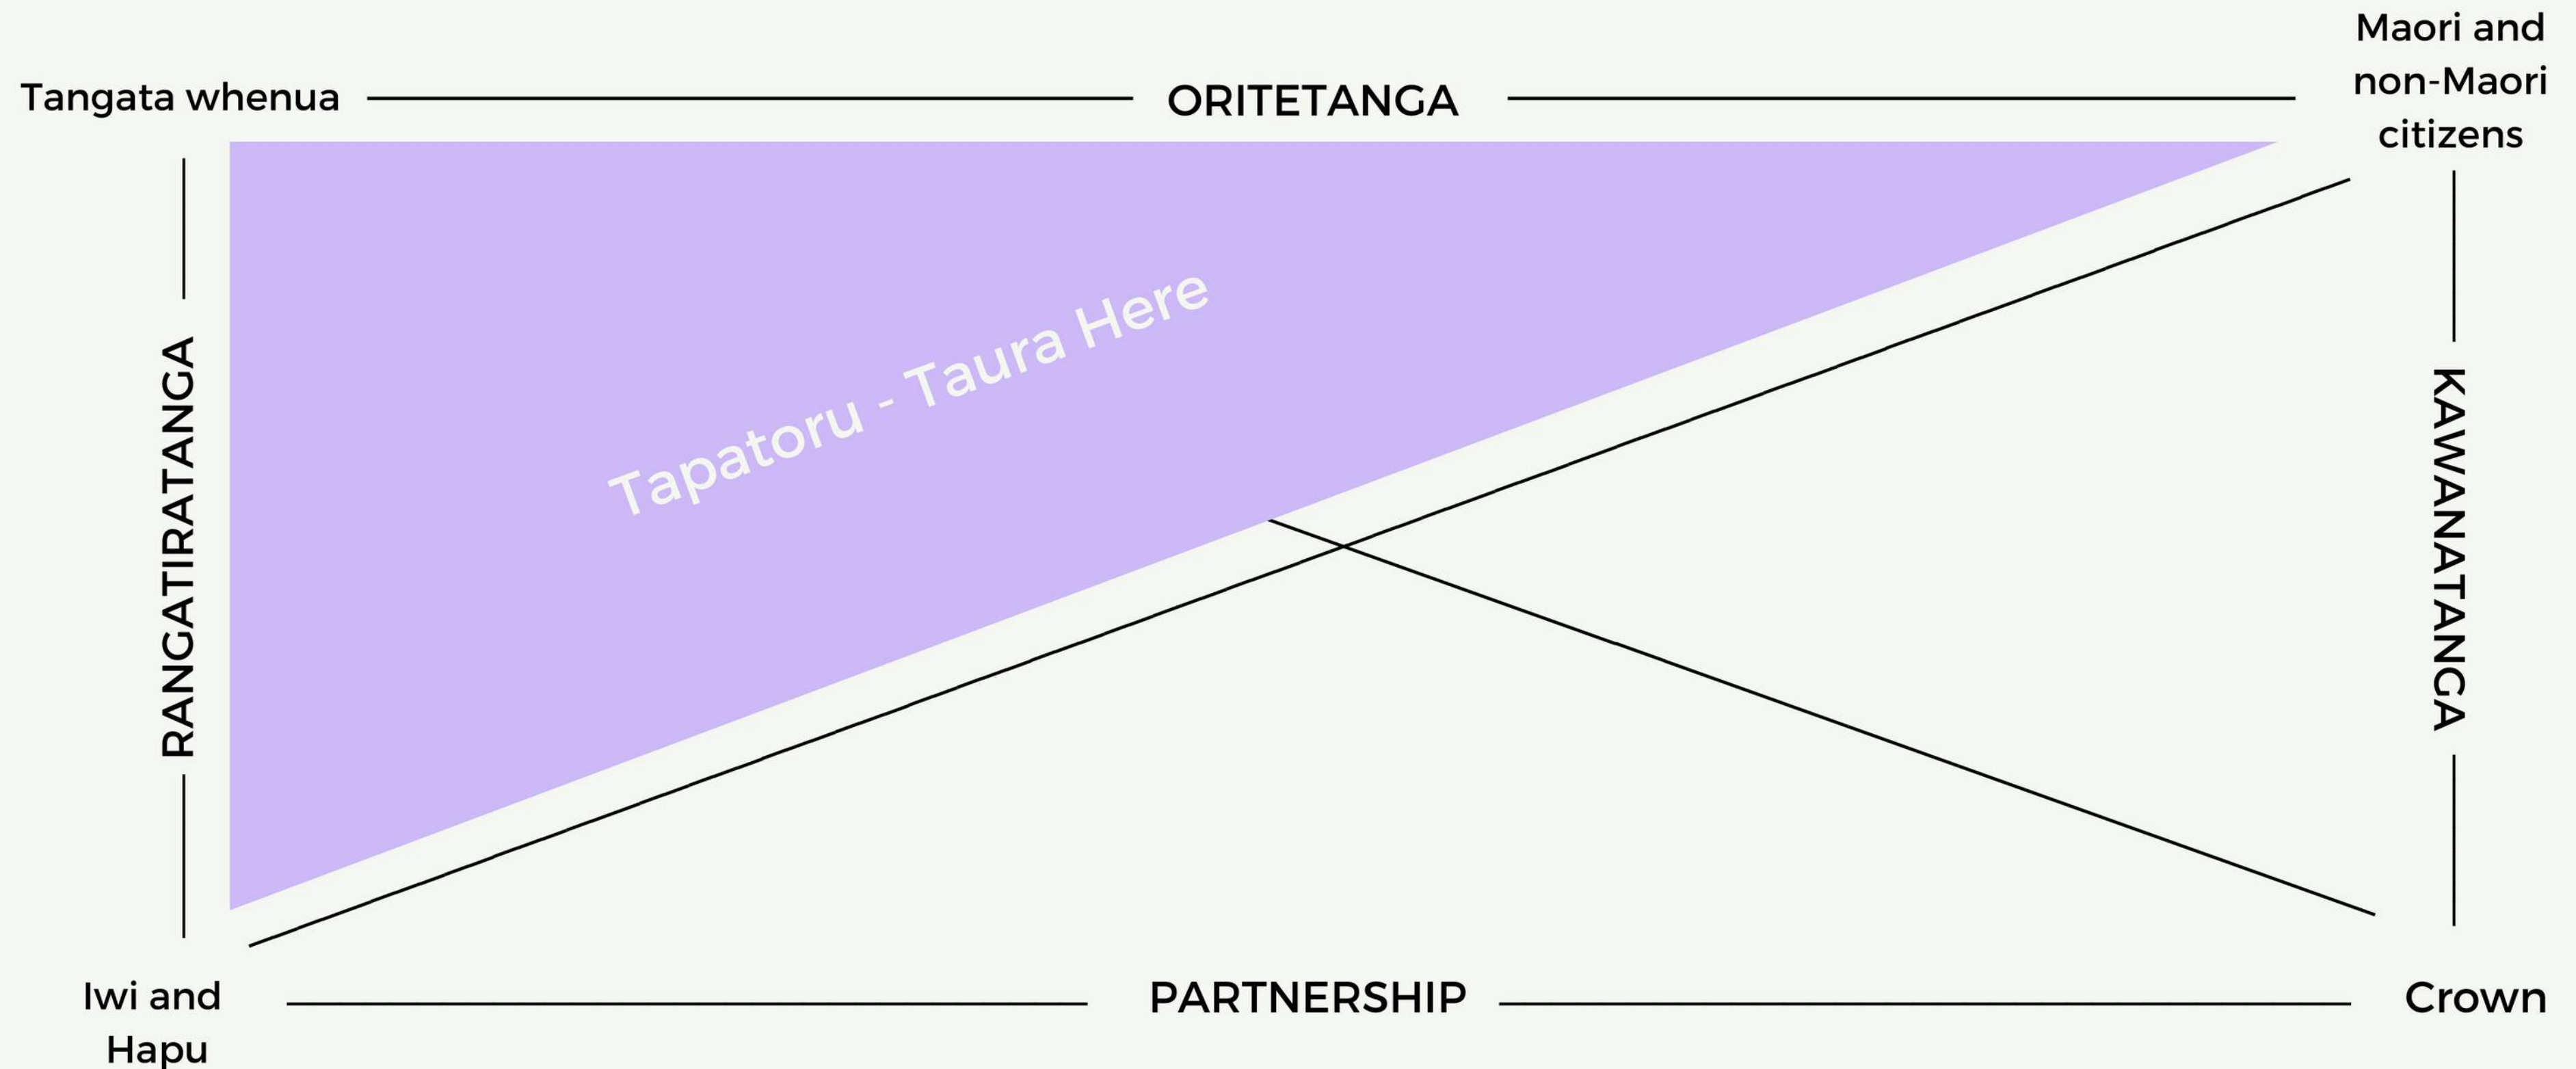 Maori and
non-Maori
citizens
Tangata whenua
ORITETANGA
RANGATIRATANGA
Tapatoru - Taura Here
KAWANATANGA
Iwi and
Hapu
PARTNERSHIP
Crown